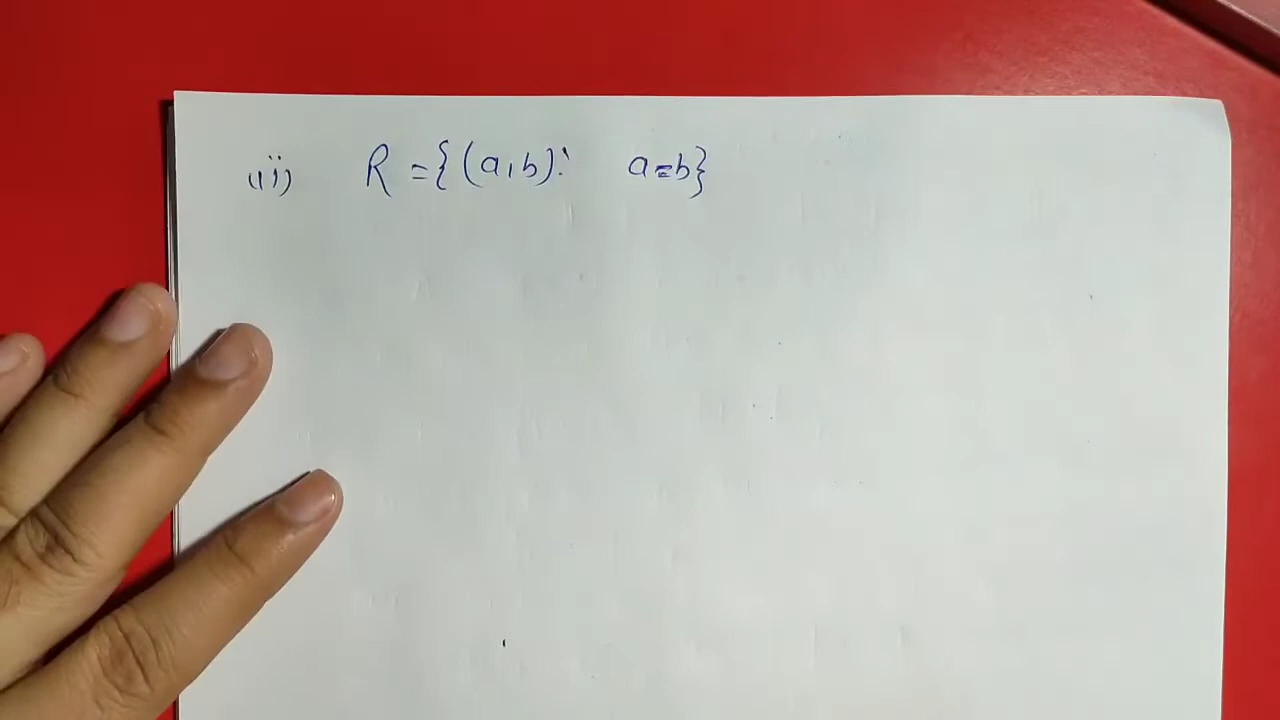 (ii) R = {(a,b): a=b}